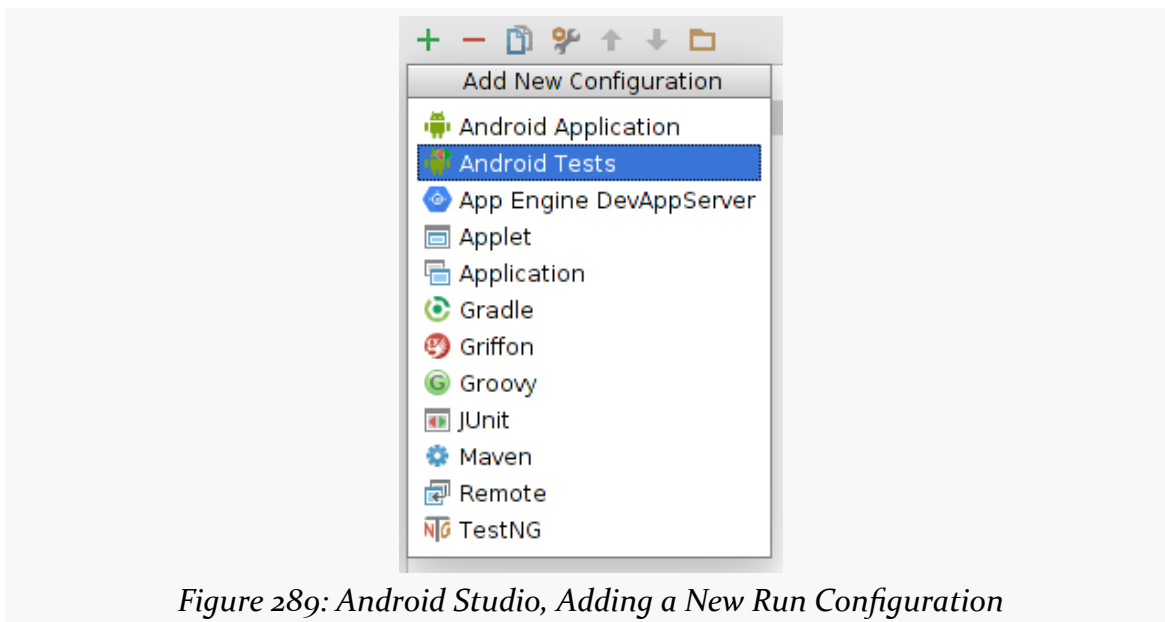 Add New Configuration
Android Application
Android Tests
App Engine DevAppServer
Applet
Application
Gradle
Griffon
G Groovy
JUnit
Maven
Remote
NTG TestNG
Figure 289: Android Studio, Adding a New Run Configuration